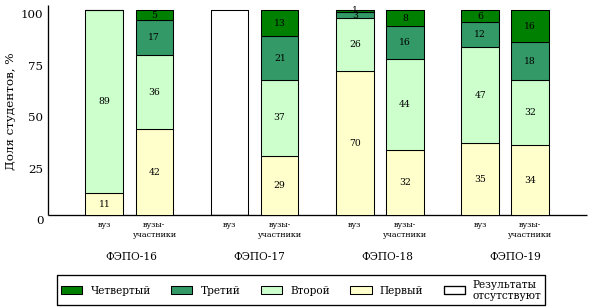 Доля студентов, %
100
75
50
25
0
89
11
5
17
36
42
13
21
37
29
1
3
26
70
8
16
44
32
6
12
47
35
16
18
32
34
вуз
вузы-
участники
вуз
вузы-
участники
вуз
вузы-
участники
вуз
вузы-
участники
ФЭПО-16
ФЭПО-17
ФЭПО-18
ФЭПО-19
Четвертый
Третий
Второй
Первый
Результаты
отсутствуют